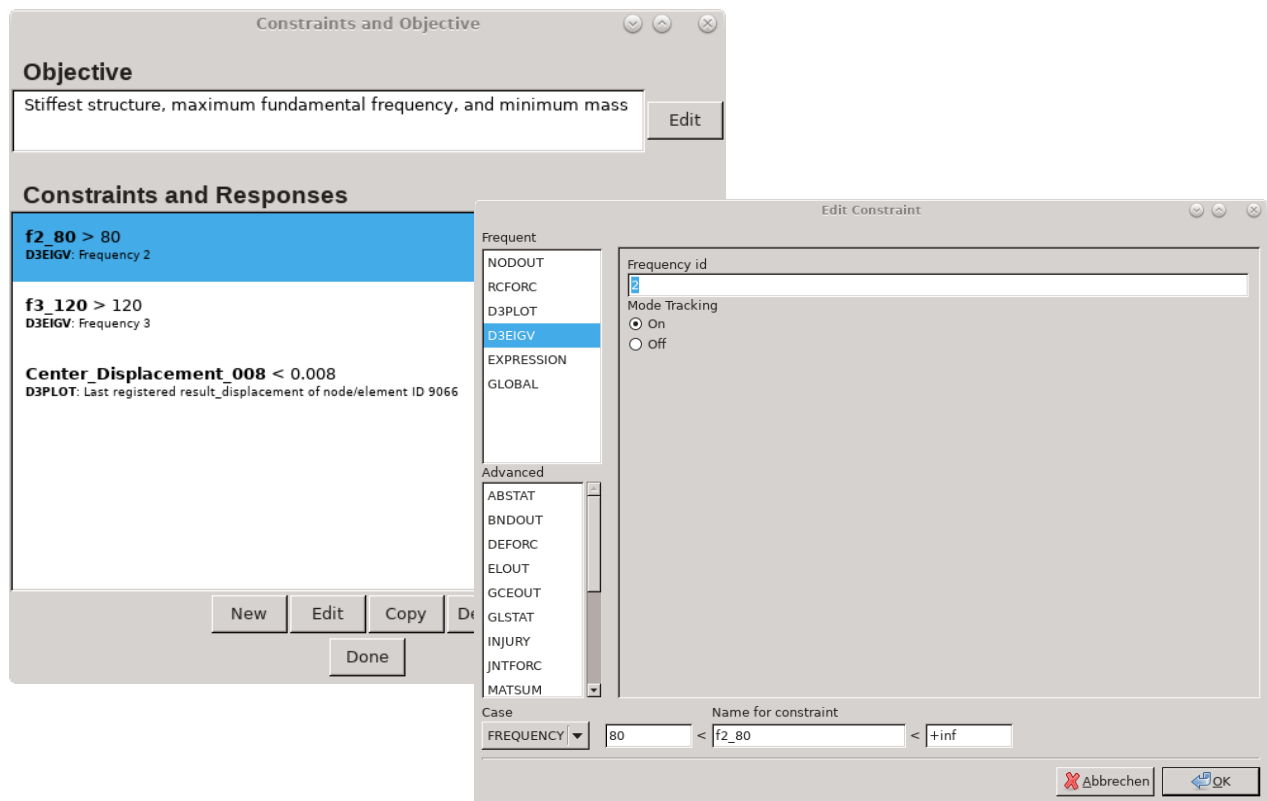 Constraints and Objective
Objective
Stiffest structure, maximum fundamental frequency, and minimum mass
Edit
Constraints and Responses
f2_80 > 80
D3EIGV: Frequency 2
f3_120 > 120
D3EIGV: Frequency 3
Center_Displacement_008 < 0.008
D3PLOT: Last registered result_displacement of node/element ID 9066
New
Edit
Copy
De
Done
Edit Constraint
Frequent
NODOUT
RCFORC
D3PLOT
D3EIGV
EXPRESSION
GLOBAL
Advanced
ABSTAT
BNDOUT
DEFORC
ELOUT
GCEOUT
GLSTAT
INJURY
JNTFORC
MATSUM
Frequency id
2
Mode Tracking
On
Off
Case
Name for constraint
FREQUENCY 80 < f2_80 < +inf
Abbrechen
OK